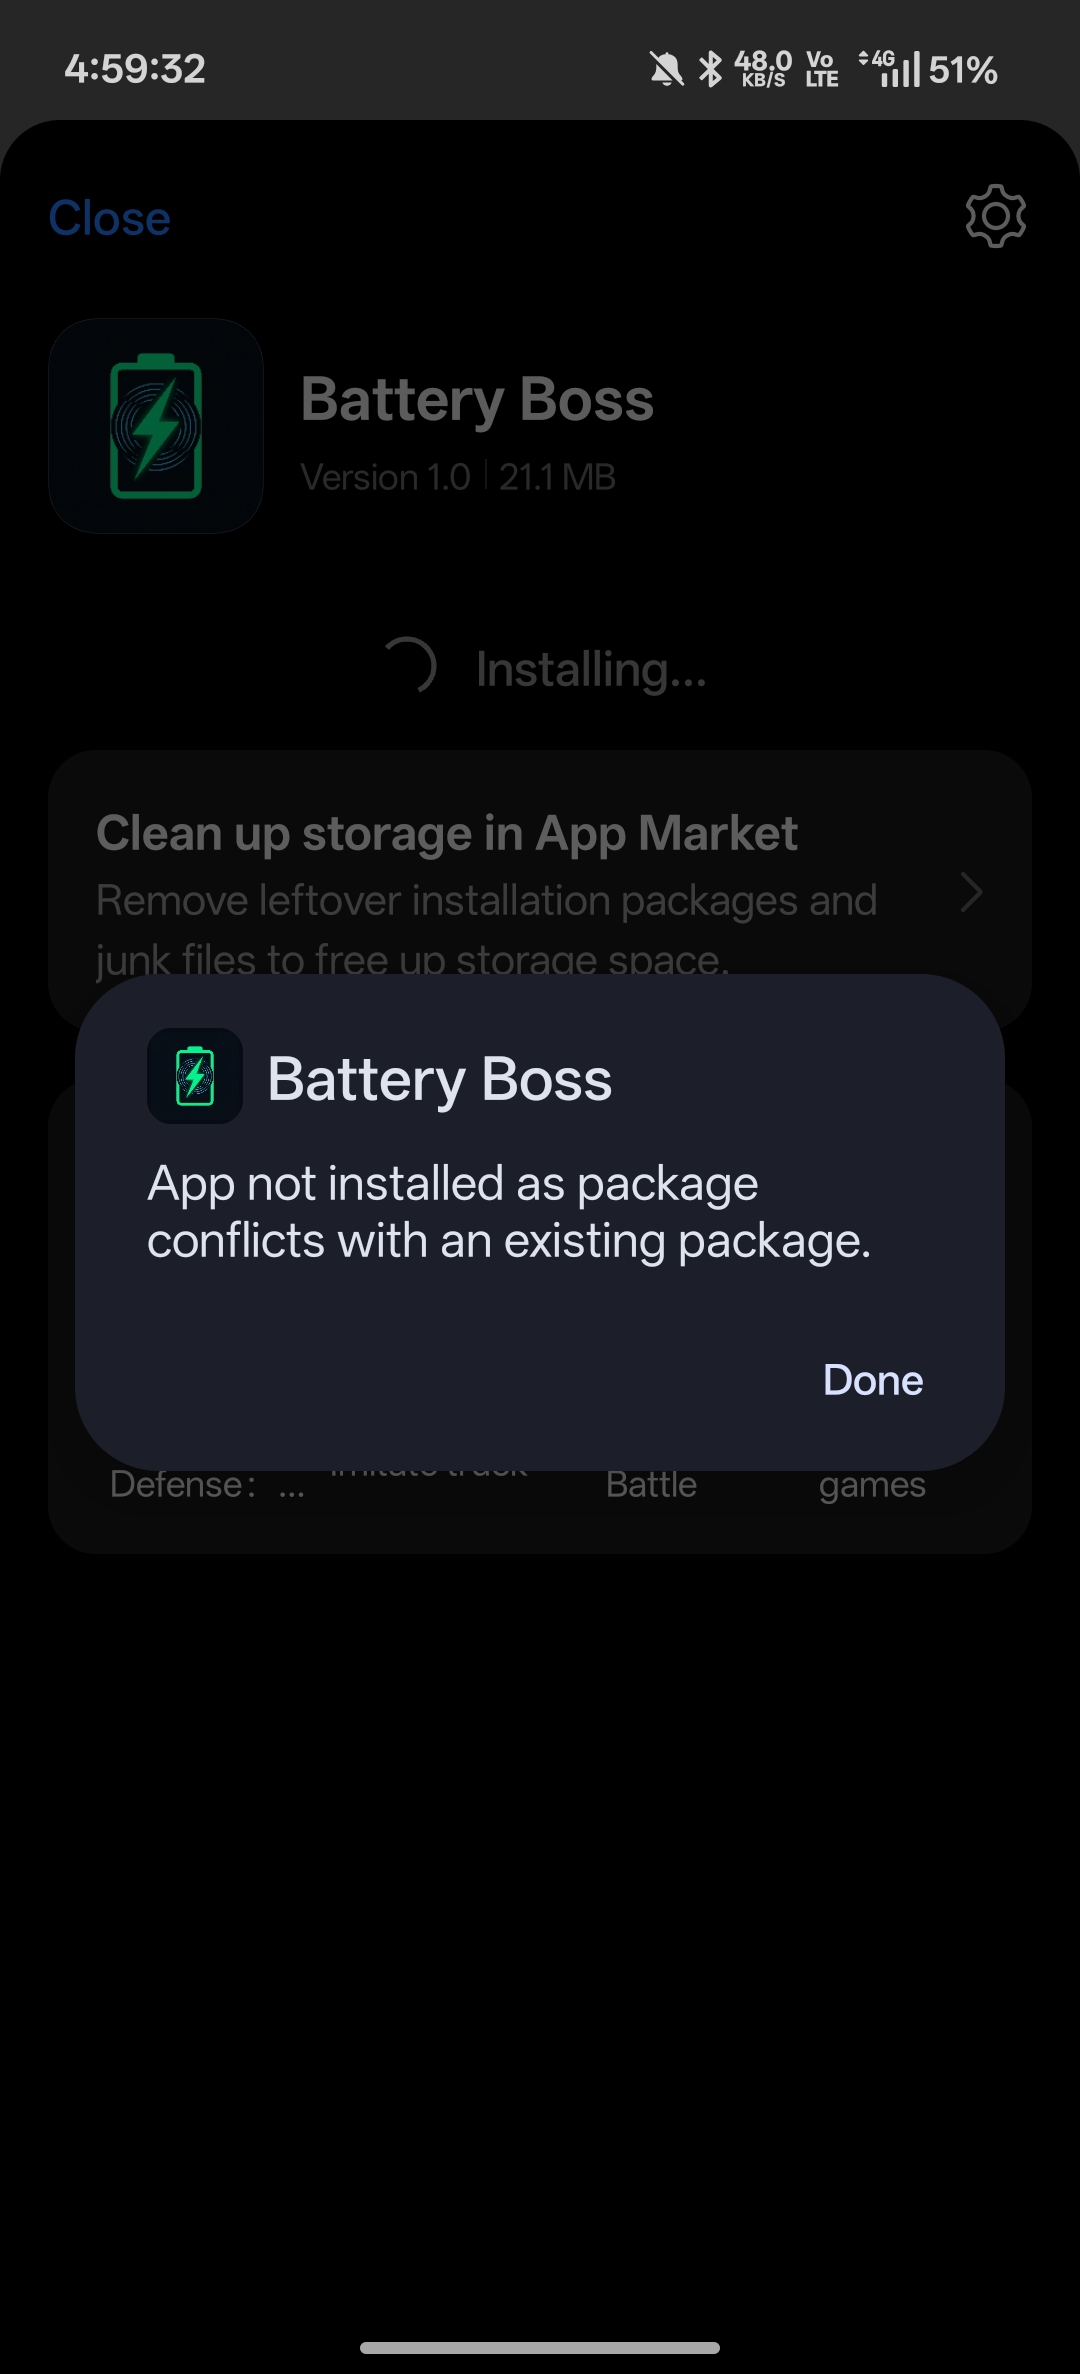 4:59:32
48.0
KB/S
Vo
LTE
4G
51%
Close
Battery Boss
Version 1.0 | 21.1 MB
Installing...
Clean up storage in App Market
Remove leftover installation packages and
junk files to free up storage space.
Battery Boss
App not installed as package
conflicts with an existing package.
Done
imitate truck
Defense : ...
Battle
games